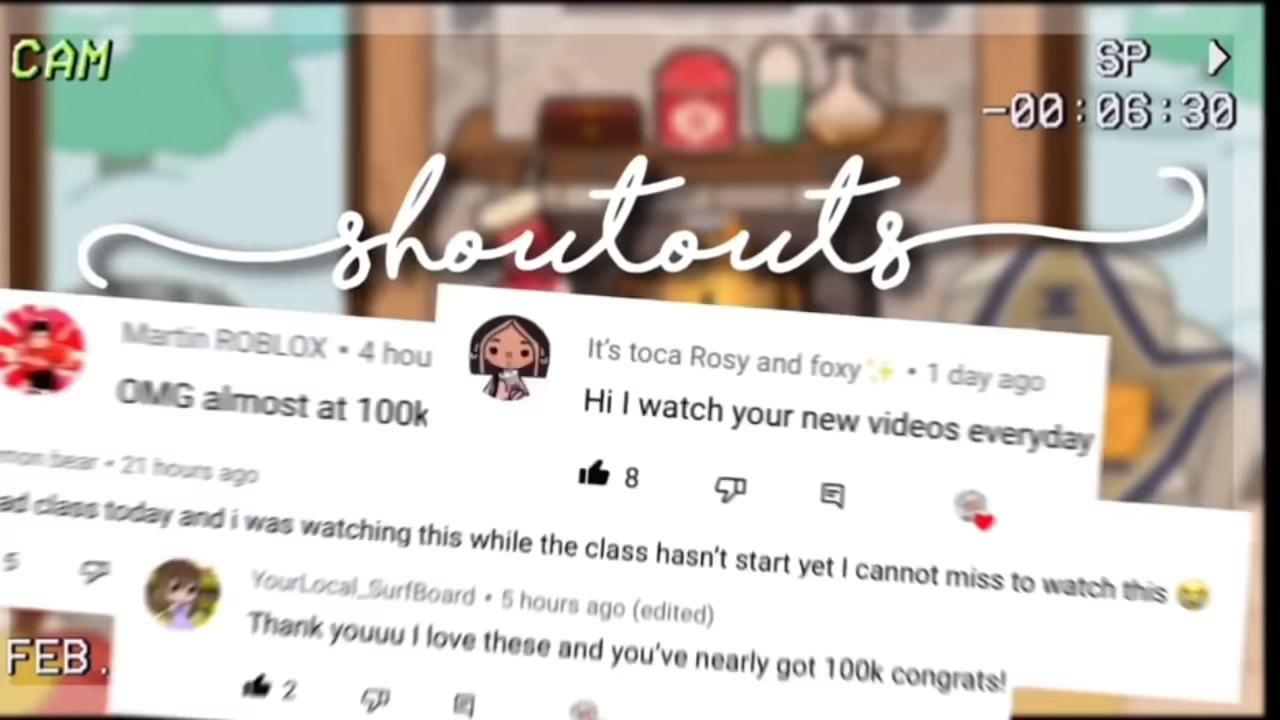 CAM
SP
-00:06:30
shoutouts
Martin ROBLOX • 4 hou
OMG almost at 100k
It's toca Rosy and foxy✨ • 1 day ago
Hi I watch your new videos everyday
8
mon bear • 21 hours ago
ad class today and i was watching this while the class hasn't start yet I cannot miss to watch this 😭
5
YourLocal_SurfBoard • 5 hours ago (edited)
Thank youuu I love these and you've nearly got 100k congrats!
2
FEB.